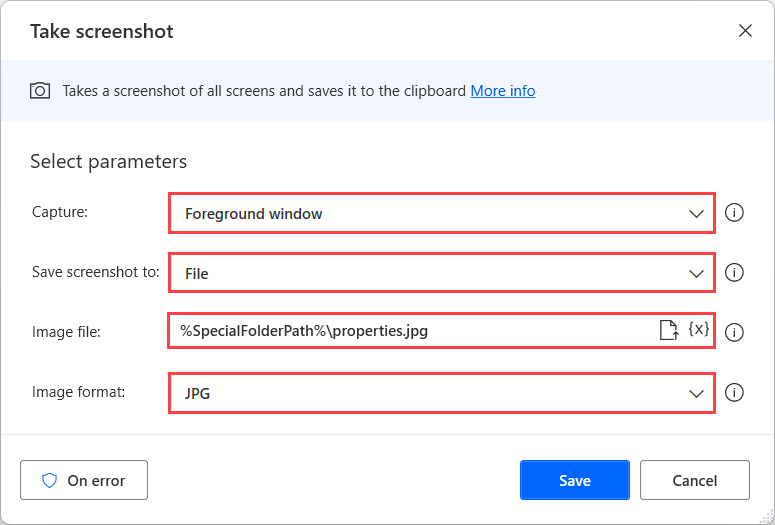 Take screenshot
Takes a screenshot of all screens and saves it to the clipboard More info
Select parameters
Capture: Foreground window
Save screenshot to: File
Image file: %SpecialFolderPath%\properties.jpg {x}
Image format: JPG
On error Save Cancel